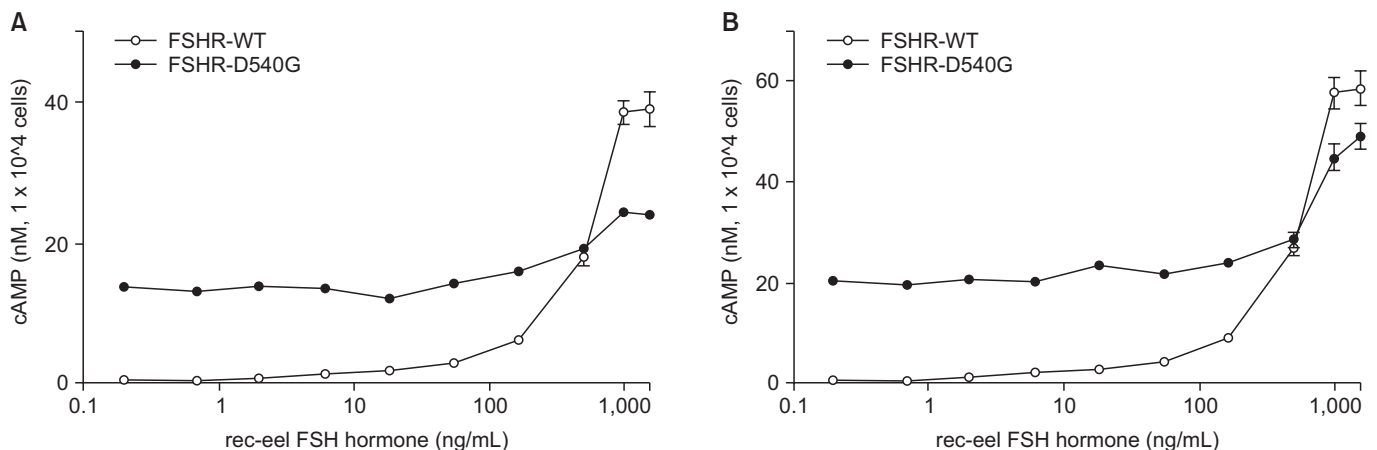 A
FSHR-WT
FSHR-D540G
cAMP (nM, 1 x 10^4 cells)
40
20
0
0.1
1
10
100
1,000
rec-eel FSH hormone (ng/mL)
B
FSHR-WT
FSHR-D540G
cAMP (nM, 1 x 10^4 cells)
60
40
20
0
0.1
1
10
100
1,000
rec-eel FSH hormone (ng/mL)